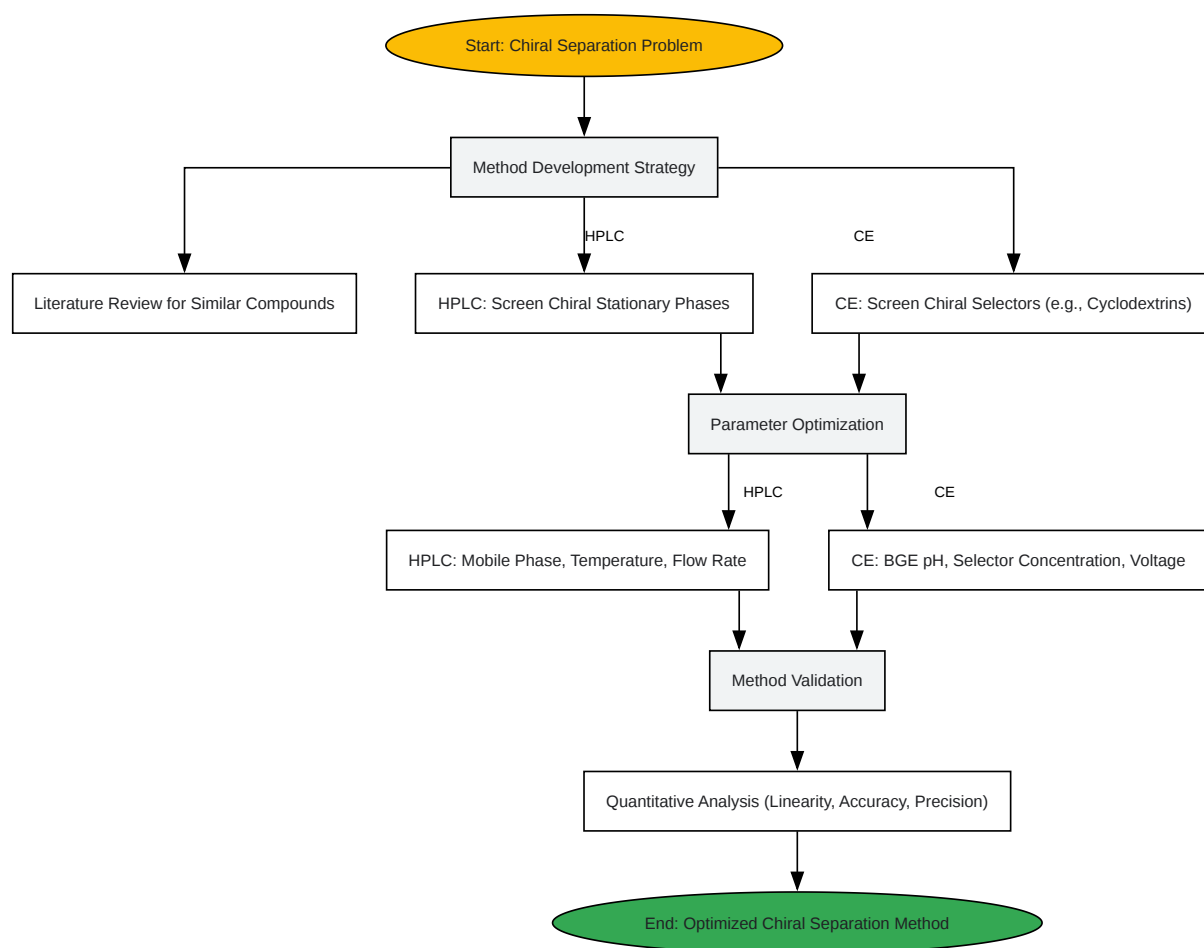 Start: Chiral Separation Problem
Method Development Strategy
HPLC
CE
Literature Review for Similar Compounds
HPLC: Screen Chiral Stationary Phases
CE: Screen Chiral Selectors (e.g., Cyclodextrins)
Parameter Optimization
HPLC
CE
HPLC: Mobile Phase, Temperature, Flow Rate
CE: BGE pH, Selector Concentration, Voltage
Method Validation
Quantitative Analysis (Linearity, Accuracy, Precision)
End: Optimized Chiral Separation Method